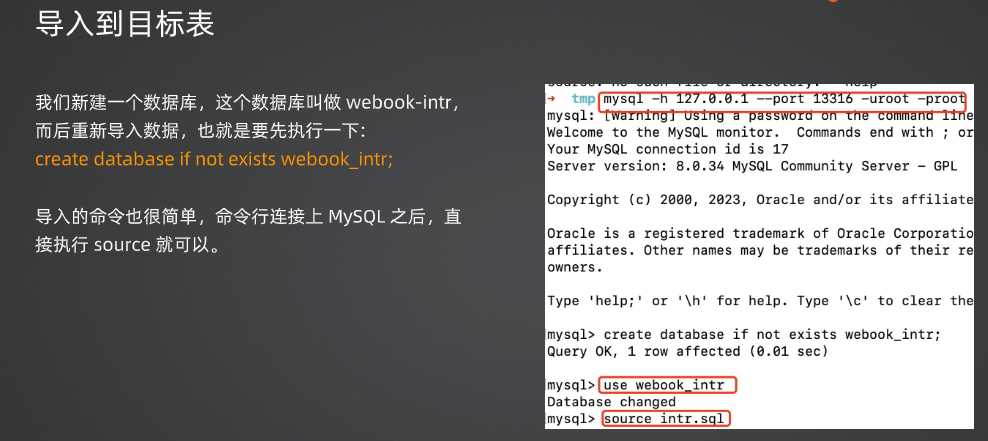 导入到目标表
我们新建一个数据库，这个数据库叫做 webook-intr，
而后重新导入数据，也就是要先执行一下：
create database if not exists webook_intr;
导入的命令也很简单，命令行连接上 MySQL 之后，直
接执行 source 就可以。
➜ tmp mysql -h 127.0.0.1 --port 13316 -uroot -proot
mysql: [Warning] Using a password on the command line
Welcome to the MySQL monitor.  Commands end with ; or
Your MySQL connection id is 17
Server version: 8.0.34 MySQL Community Server - GPL
Copyright (c) 2000, 2023, Oracle and/or its affiliate
Oracle is a registered trademark of Oracle Corporatio
affiliates. Other names may be trademarks of their re
owners.
Type 'help;' or '\h' for help. Type '\c' to clear the
mysql> create database if not exists webook_intr;
Query OK, 1 row affected (0.01 sec)
mysql> use webook_intr
Database changed
mysql> source intr.sql